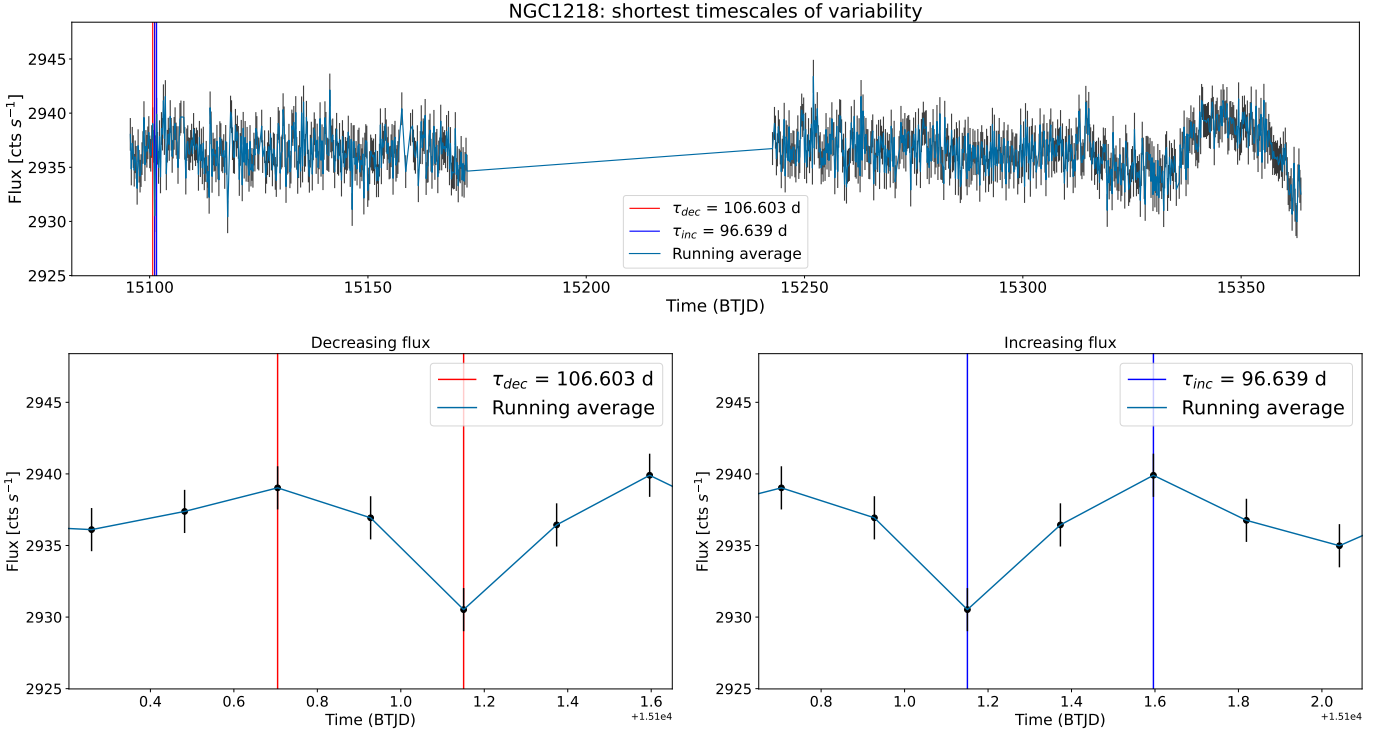 NGC1218: shortest timescales of variability
Flux [cts s⁻¹]
2945
2940
2935
2930
2925
τdec = 106.603 d
τinc = 96.639 d
Running average
15100 15150 15200 15250 15300 15350
Time (BTJD)
Decreasing flux
Flux [cts s⁻¹]
2945
2940
2935
2930
2925
τdec = 106.603 d
Running average
0.4 0.6 0.8 1.0 1.2 1.4 1.6
+1.51e4
Time (BTJD)
Increasing flux
Flux [cts s⁻¹]
2945
2940
2935
2930
2925
τinc = 96.639 d
Running average
0.8 1.0 1.2 1.4 1.6 1.8 2.0
+1.51e4
Time (BTJD)